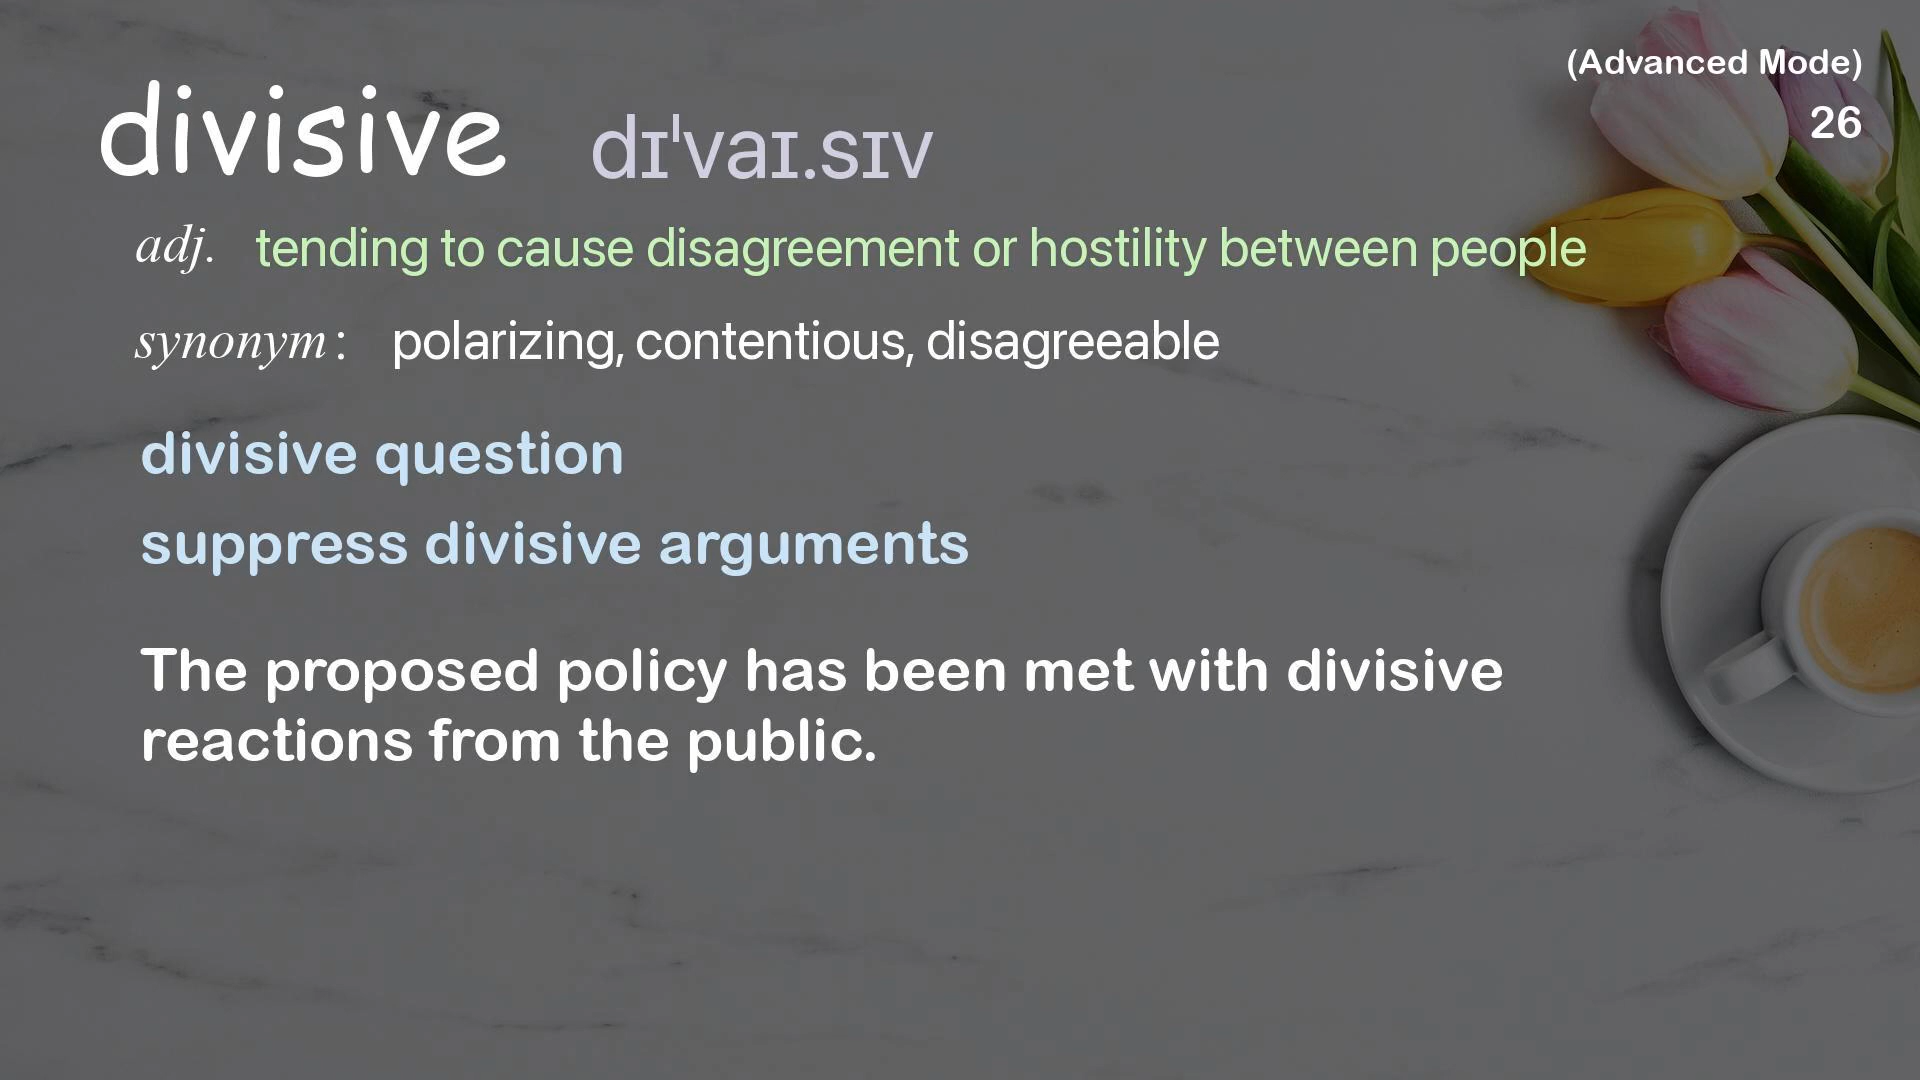 (Advanced Mode)
26
divisive dɪˈvaɪ.sɪv
adj. tending to cause disagreement or hostility between people
synonym: polarizing, contentious, disagreeable
divisive question
suppress divisive arguments
The proposed policy has been met with divisive
reactions from the public.